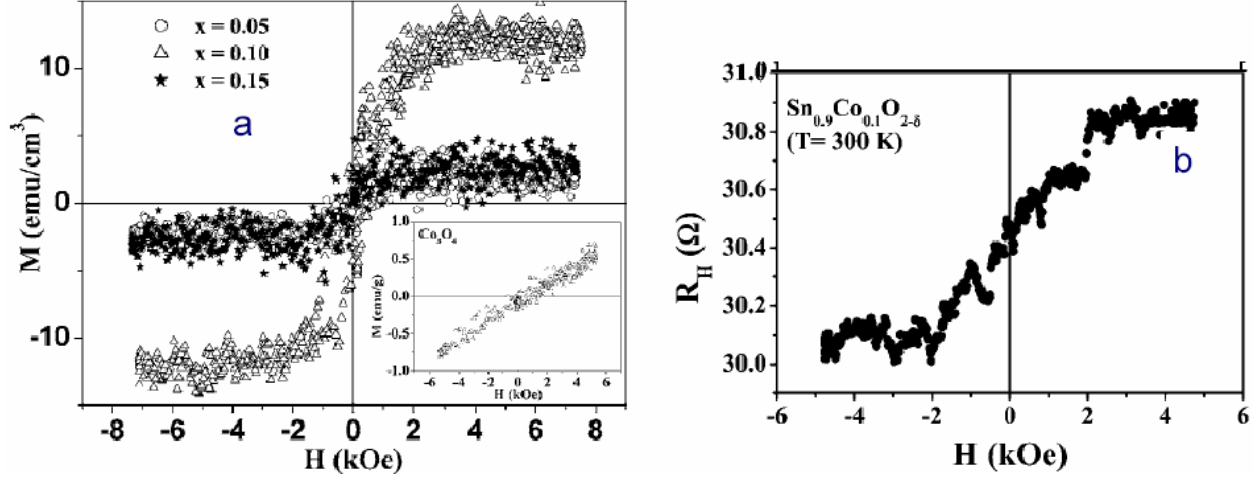 x = 0.05
x = 0.10
x = 0.15
a
M (emu/cm³)
10
0
-10
-8 -6 -4 -2 0 2 4 6 8
H (kOe)
Co₃O₄
M (emu/g)
1.0
0.5
0.0
-0.5
-1.0
-6 -4 -2 0 2 4 6
H (kOe)
1.0
31.0
30.8
30.6
30.4
30.2
30.0
R_H (Ω)
Sn₀.₉Co₀.₁O₂₋δ
(T= 300 K)
b
-6 -4 -2 0 2 4 6
H (kOe)